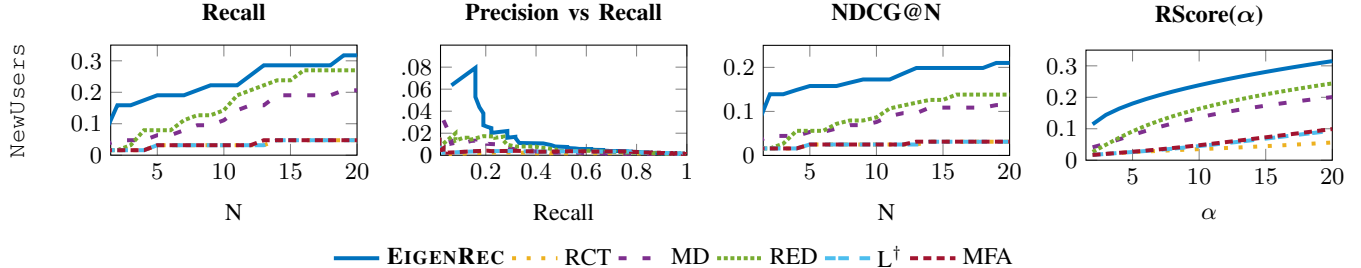 Recall Precision vs Recall NDCG@N RScore(α)
NewUsers
0.3
0.2
0.1
0
5 10 15 20
N
.08
.06
.04
.02
0.0
0.2 0.4 0.6 0.8 1
Recall
0.2
0.1
0
5 10 15 20
N
0.3
0.2
0.1
0
5 10 15 20
α
EIGENREC RCT MD RED L† MFA